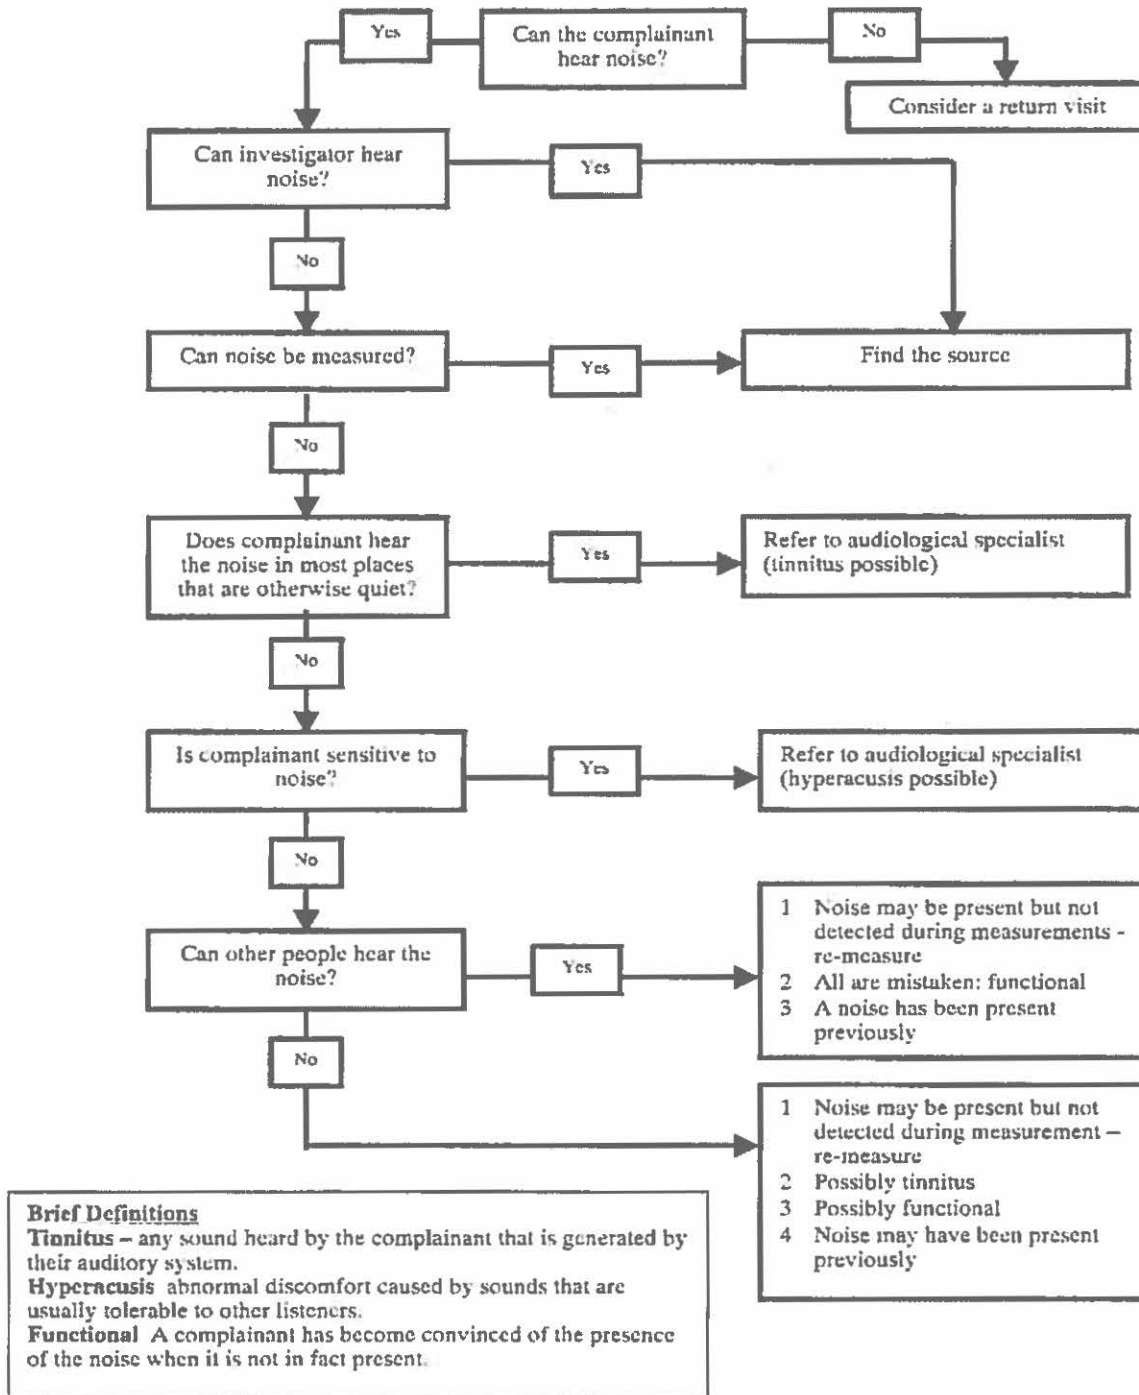 Yes
Can the complainant
hear noise?
No
Consider a return visit
Can investigator hear
noise?
Yes
No
Can noise be measured?
Yes
Find the source
No
Does complainant hear
the noise in most places
that are otherwise quiet?
Yes
Refer to audiological specialist
(tinnitus possible)
No
Is complainant sensitive to
noise?
Yes
Refer to audiological specialist
(hyperacusis possible)
No
Can other people hear the
noise?
Yes
1 Noise may be present but not
detected during measurements -
re-measure
2 All are mistaken: functional
3 A noise has been present
previously
No
1 Noise may be present but not
detected during measurement –
re-measure
2 Possibly tinnitus
3 Possibly functional
4 Noise may have been present
previously
Brief Definitions
Tinnitus – any sound heard by the complainant that is generated by
their auditory system.
Hyperacusis abnormal discomfort caused by sounds that are
usually tolerable to other listeners.
Functional A complainant has become convinced of the presence
of the noise when it is not in fact present.